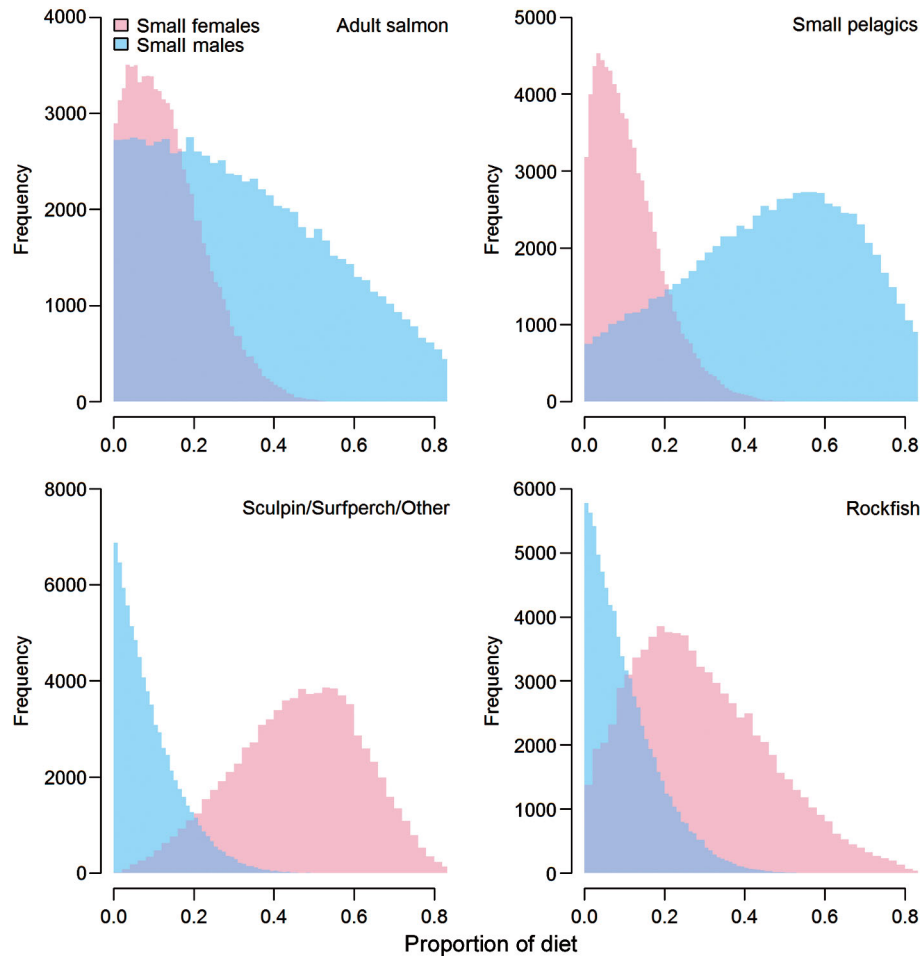 Small females
Small males
Adult salmon
Frequency
4000
3000
2000
1000
0
0.0 0.2 0.4 0.6 0.8
Small pelagics
Frequency
5000
4000
3000
2000
1000
0
0.0 0.2 0.4 0.6 0.8
Sculpin/Surfperch/Other
Frequency
8000
6000
4000
2000
0
0.0 0.2 0.4 0.6 0.8
Rockfish
Frequency
6000
5000
4000
3000
2000
1000
0
0.0 0.2 0.4 0.6 0.8
Proportion of diet